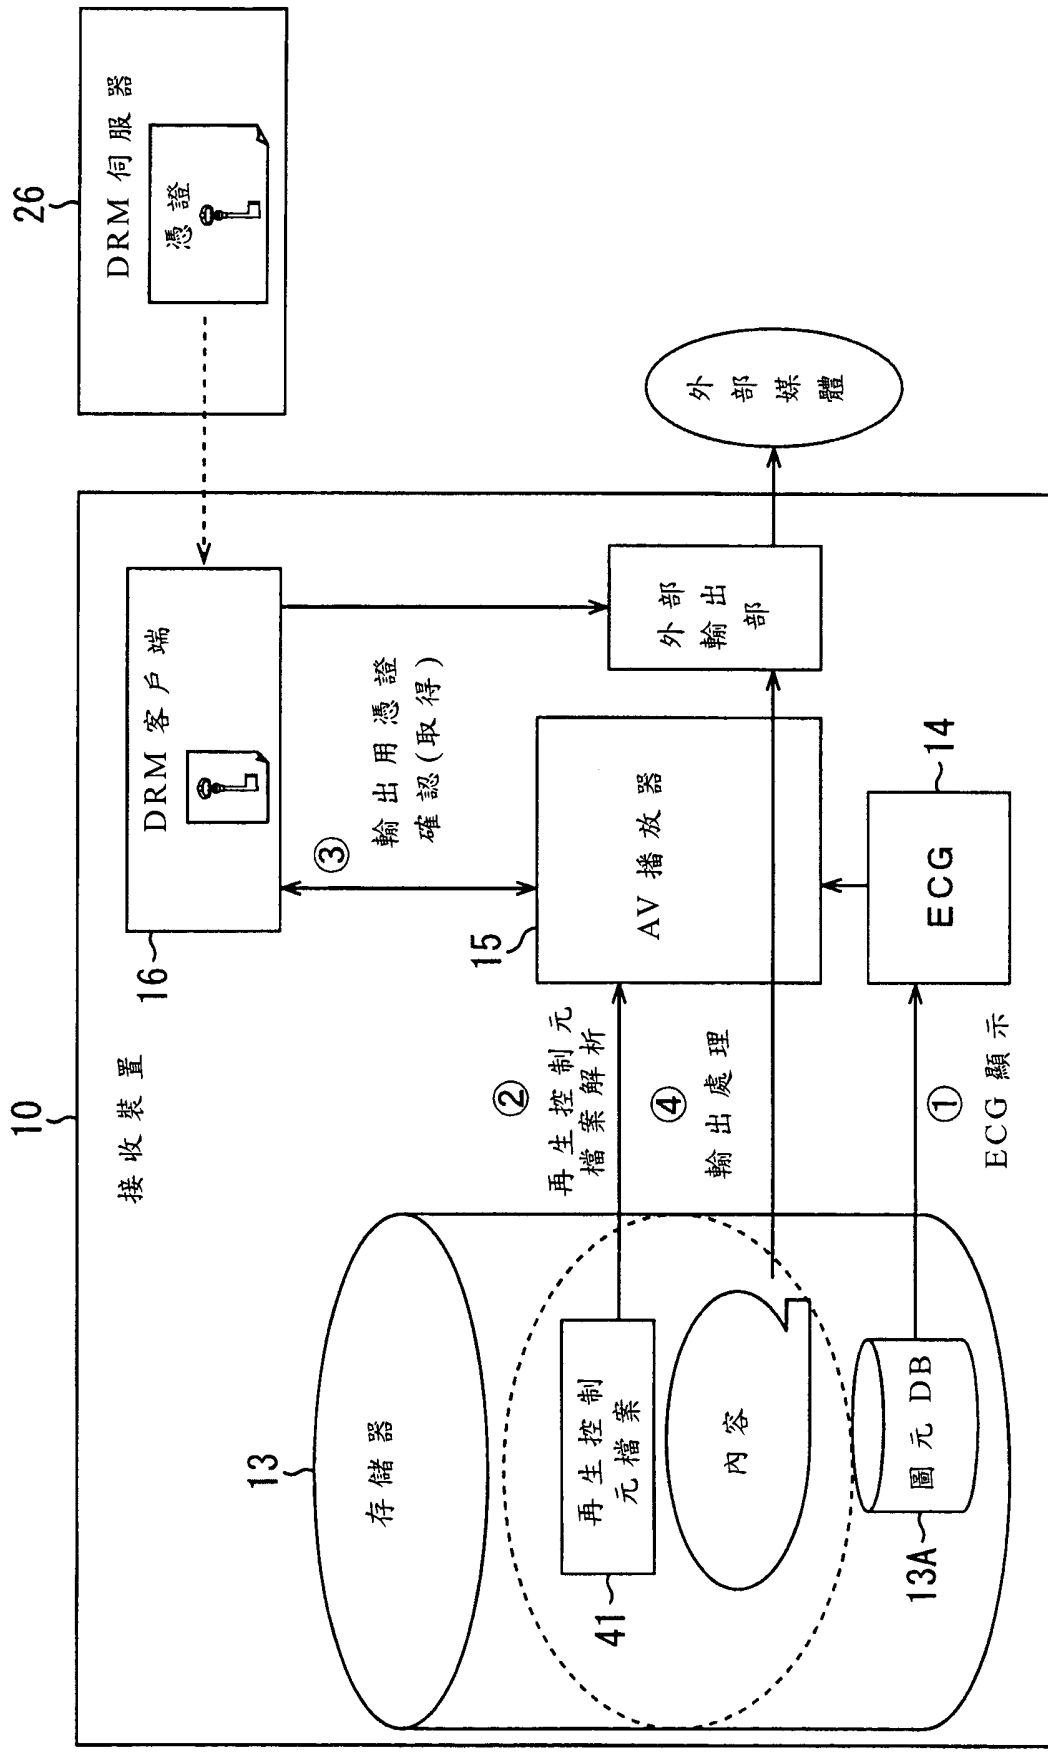 10
接收裝置
26
DRM伺服器
憑證
16
DRM客戶端
③
輸出用憑證
確認(取得)
13
存儲器
②
再生控制元
檔案解析
15
AV播放器
外部
輸出
部
外部媒體
41
再生控制
元檔案
④
輸出處理
內容
①
ECG顯示
14
ECG
13A
圖元DB